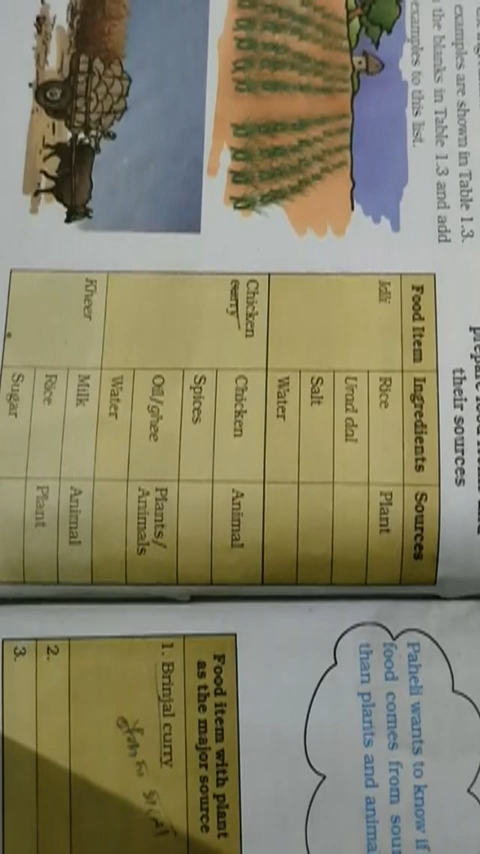 examples are shown in Table 1.3.
the blanks in Table 1.3 and add
examples to this list.
prepare food items and
their sources
Food Item Ingredients Sources
Idli Rice Plant
Urad dal
Salt
Water
Chicken curry Chicken Animal
Spices
Oil/ghee Plants/
Animals
Water
Kheer Milk Animal
Rice Plant
Sugar
Paheli wants to know if
food comes from sour
than plants and anima
Food item with plant
as the major source
1. Brinjal curry
2.
3.